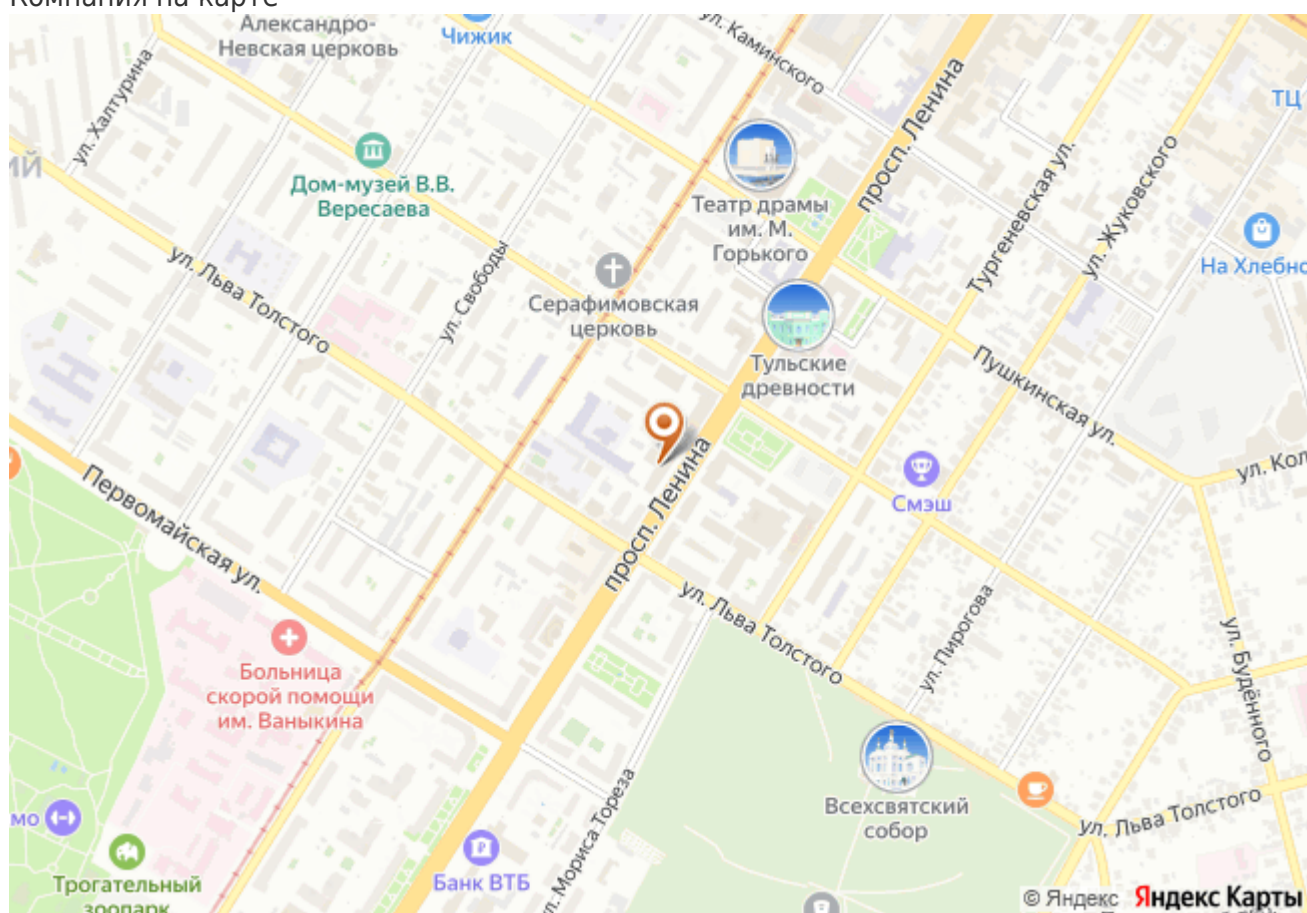 Компания на карте
Александро-
Невская церковь
Чижик
ул. Каминского
просп. Ленина
ТЦ
ул. Халтурина
ИЙ
Дом-музей В.В.
Вересаева
Театр драмы
им. М.
Горького
Тургеневская ул.
ул. Жуковского
На Хлебно
ул. Льва Толстого
ул. Свободы
Серафимовская
церковь
Тульские
древности
Пушкинская ул.
просп. Ленина
Смэш
ул. Кол
Первомайская ул.
ул. Льва Толстого
ул. Пирогова
ул. Будённого
Больница
скорой помощи
им. Ваныкина
Всехсвятский
собор
ул. Мориса Тореза
ул. Льва Толстого
мо
Банк ВТБ
Трогательный
зоопарк
© Яндекс Яндекс Карты